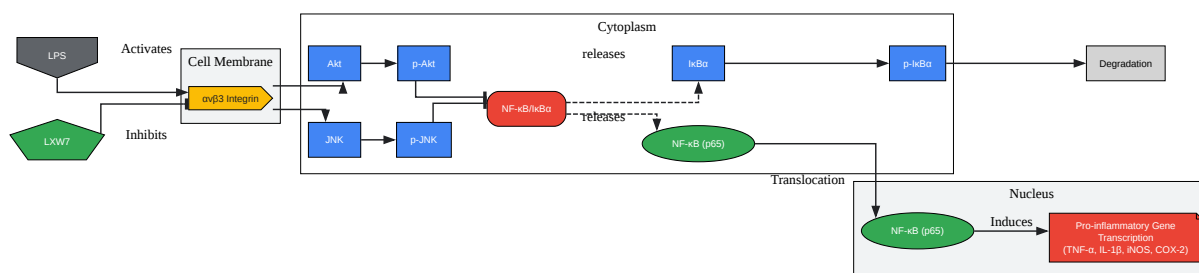 Cytoplasm
LPS
Activates
Cell Membrane
αvβ3 Integrin
LXW7
Inhibits
Akt
p-Akt
JNK
p-JNK
NF-κB/IκBα
releases
releases
IκBα
p-IκBα
Degradation
NF-κB (p65)
Translocation
Nucleus
NF-κB (p65)
Induces
Pro-inflammatory Gene
Transcription
(TNF-α, IL-1β, iNOS, COX-2)